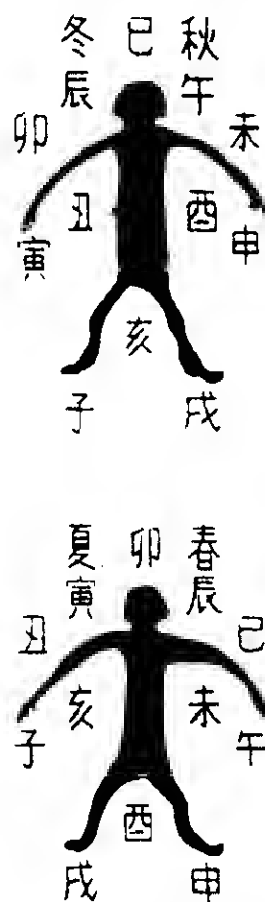 冬 巳 秋
辰 午
卯 未
丑 酉
寅 申
亥
子 戌
夏 卯 春
寅 辰
丑 巳
亥 未
子 午
酉
戌 申